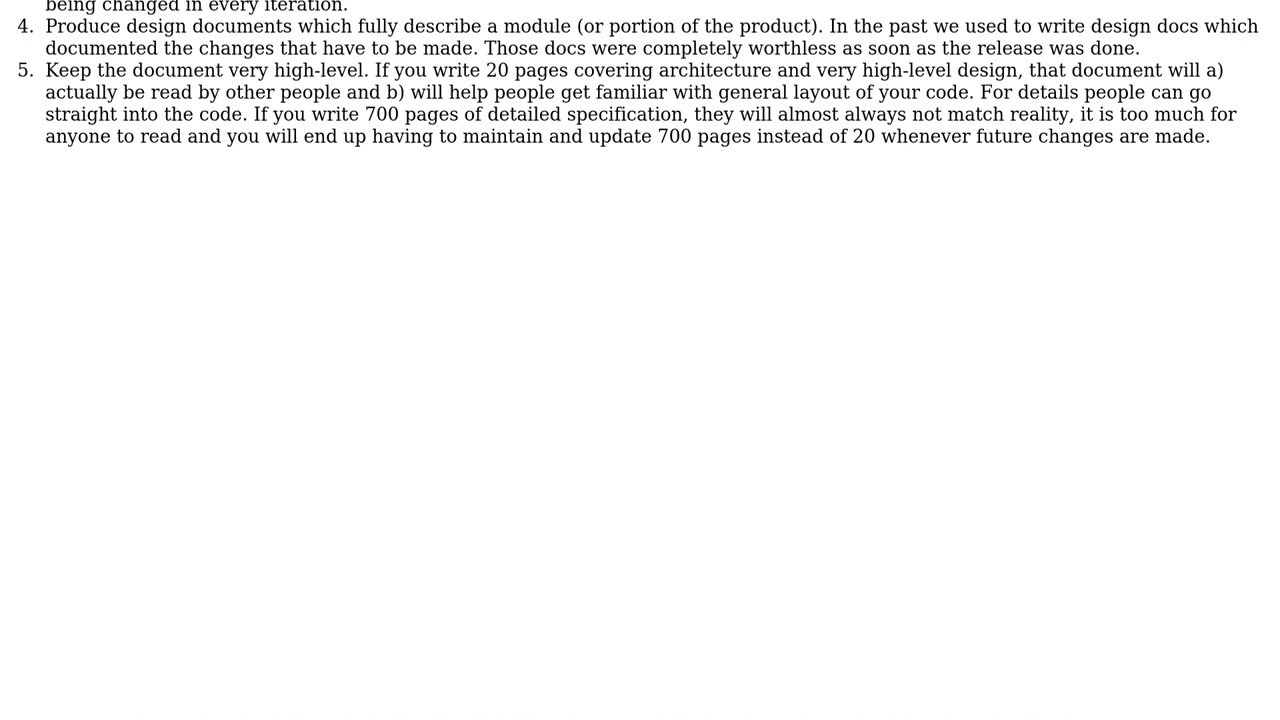 being changed in every iteration.
4. Produce design documents which fully describe a module (or portion of the product). In the past we used to write design docs which
documented the changes that have to be made. Those docs were completely worthless as soon as the release was done.
5. Keep the document very high-level. If you write 20 pages covering architecture and very high-level design, that document will a)
actually be read by other people and b) will help people get familiar with general layout of your code. For details people can go
straight into the code. If you write 700 pages of detailed specification, they will almost always not match reality, it is too much for
anyone to read and you will end up having to maintain and update 700 pages instead of 20 whenever future changes are made.